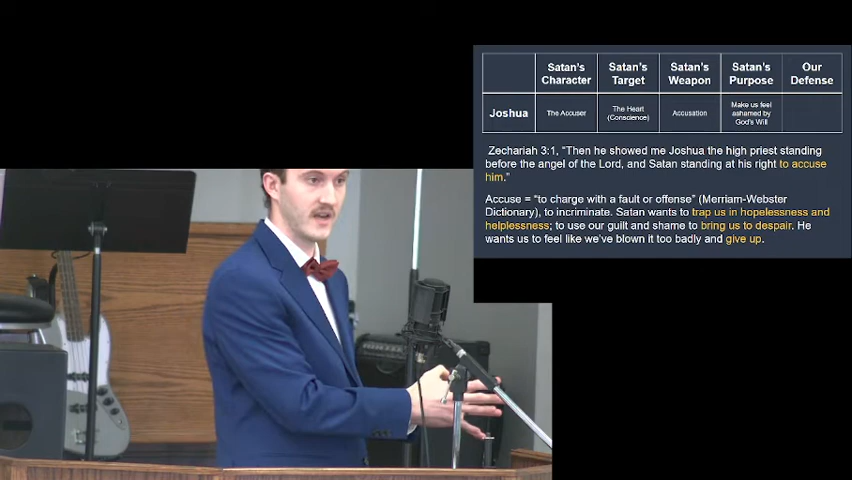 Satan's Character
Satan's Target
Satan's Weapon
Satan's Purpose
Our Defense
Joshua
The Accuser
The Heart (Conscience)
Accusation
Make us feel ashamed by God's Will
Zechariah 3:1, "Then he showed me Joshua the high priest standing
before the angel of the Lord, and Satan standing at his right to accuse
him."
Accuse = "to charge with a fault or offense" (Merriam-Webster
Dictionary), to incriminate. Satan wants to trap us in hopelessness and
helplessness; to use our guilt and shame to bring us to despair. He
wants us to feel like we've blown it too badly and give up.